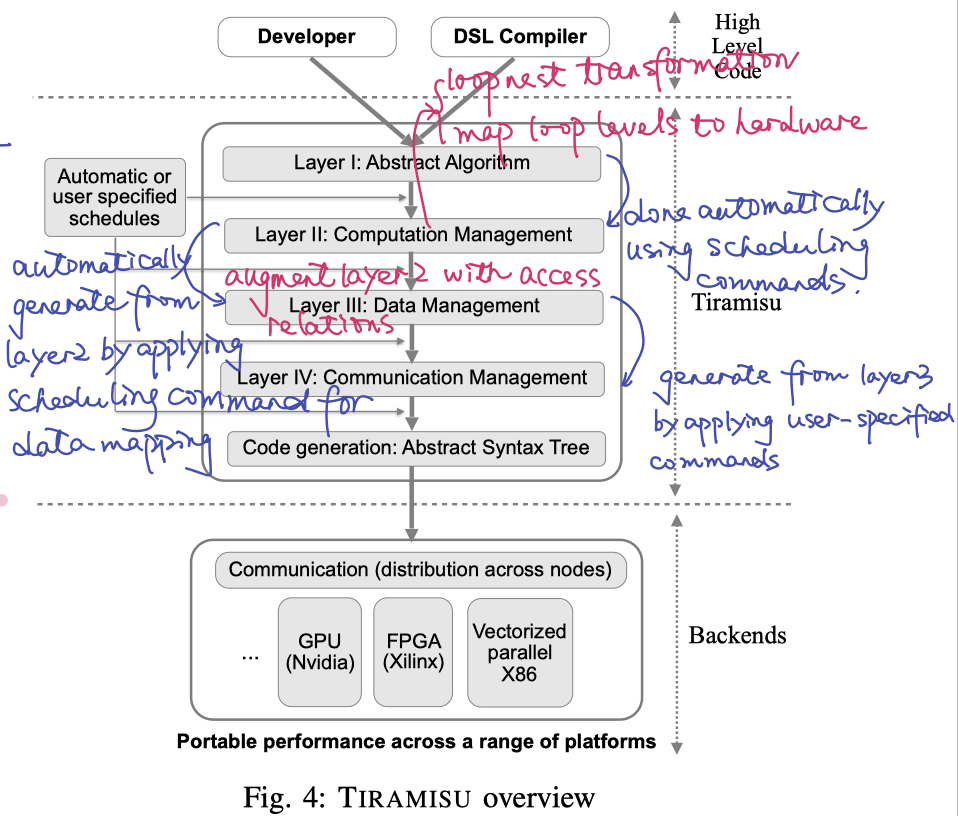 Developer
DSL Compiler
High
Level
Code
loopnest transformation
map loop levels to hardware
Layer I: Abstract Algorithm
Automatic or
user specified
schedules
done automatically
using scheduling
commands.
Layer II: Computation Management
automatically
generate from
layer2 by applying
scheduling command for
data mapping
augment layer2 with access
relations
Layer III: Data Management
Tiramisu
Layer IV: Communication Management
generate from layer3
by applying user-specified
commands
Code generation: Abstract Syntax Tree
Communication (distribution across nodes)
...
GPU
(Nvidia)
FPGA
(Xilinx)
Vectorized
parallel
X86
Backends
Portable performance across a range of platforms
Fig. 4: TIRAMISU overview